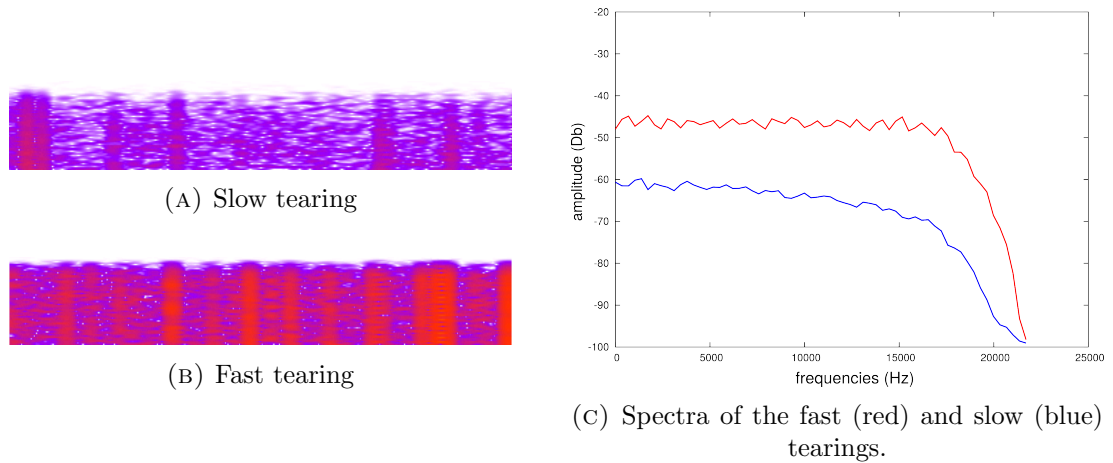 (A) Slow tearing
(B) Fast tearing
-20
-30
-40
-50
-60
-70
-80
-90
-100
amplitude (Db)
0 5000 10000 15000 20000 25000
frequencies (Hz)
(C) Spectra of the fast (red) and slow (blue)
tearings.